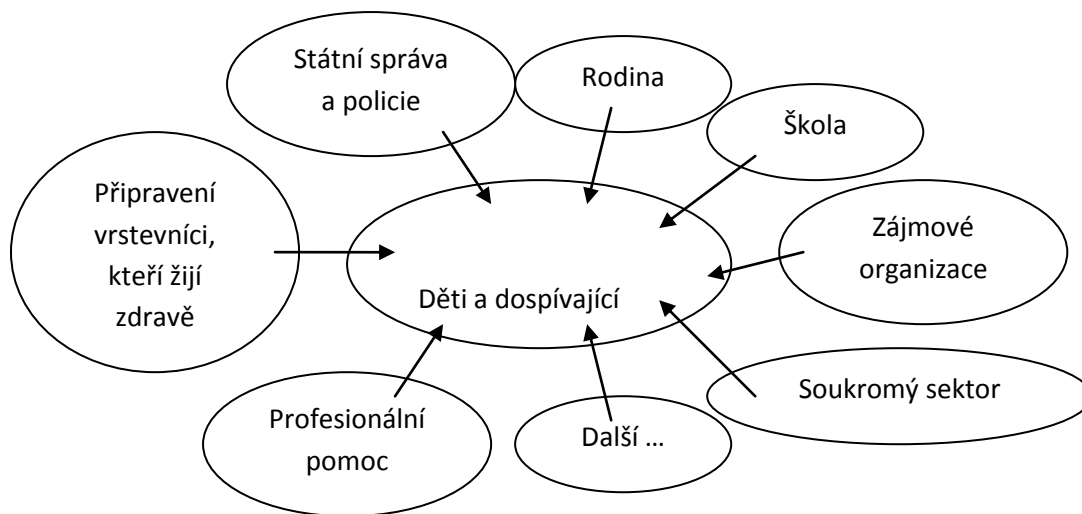 Státní správa
a policie
Rodina
Škola
Připravení
vrstevníci,
kteří žijí
zdravě
Zájmové
organizace
Děti a dospívající
Soukromý sektor
Profesionální
pomoc
Další …